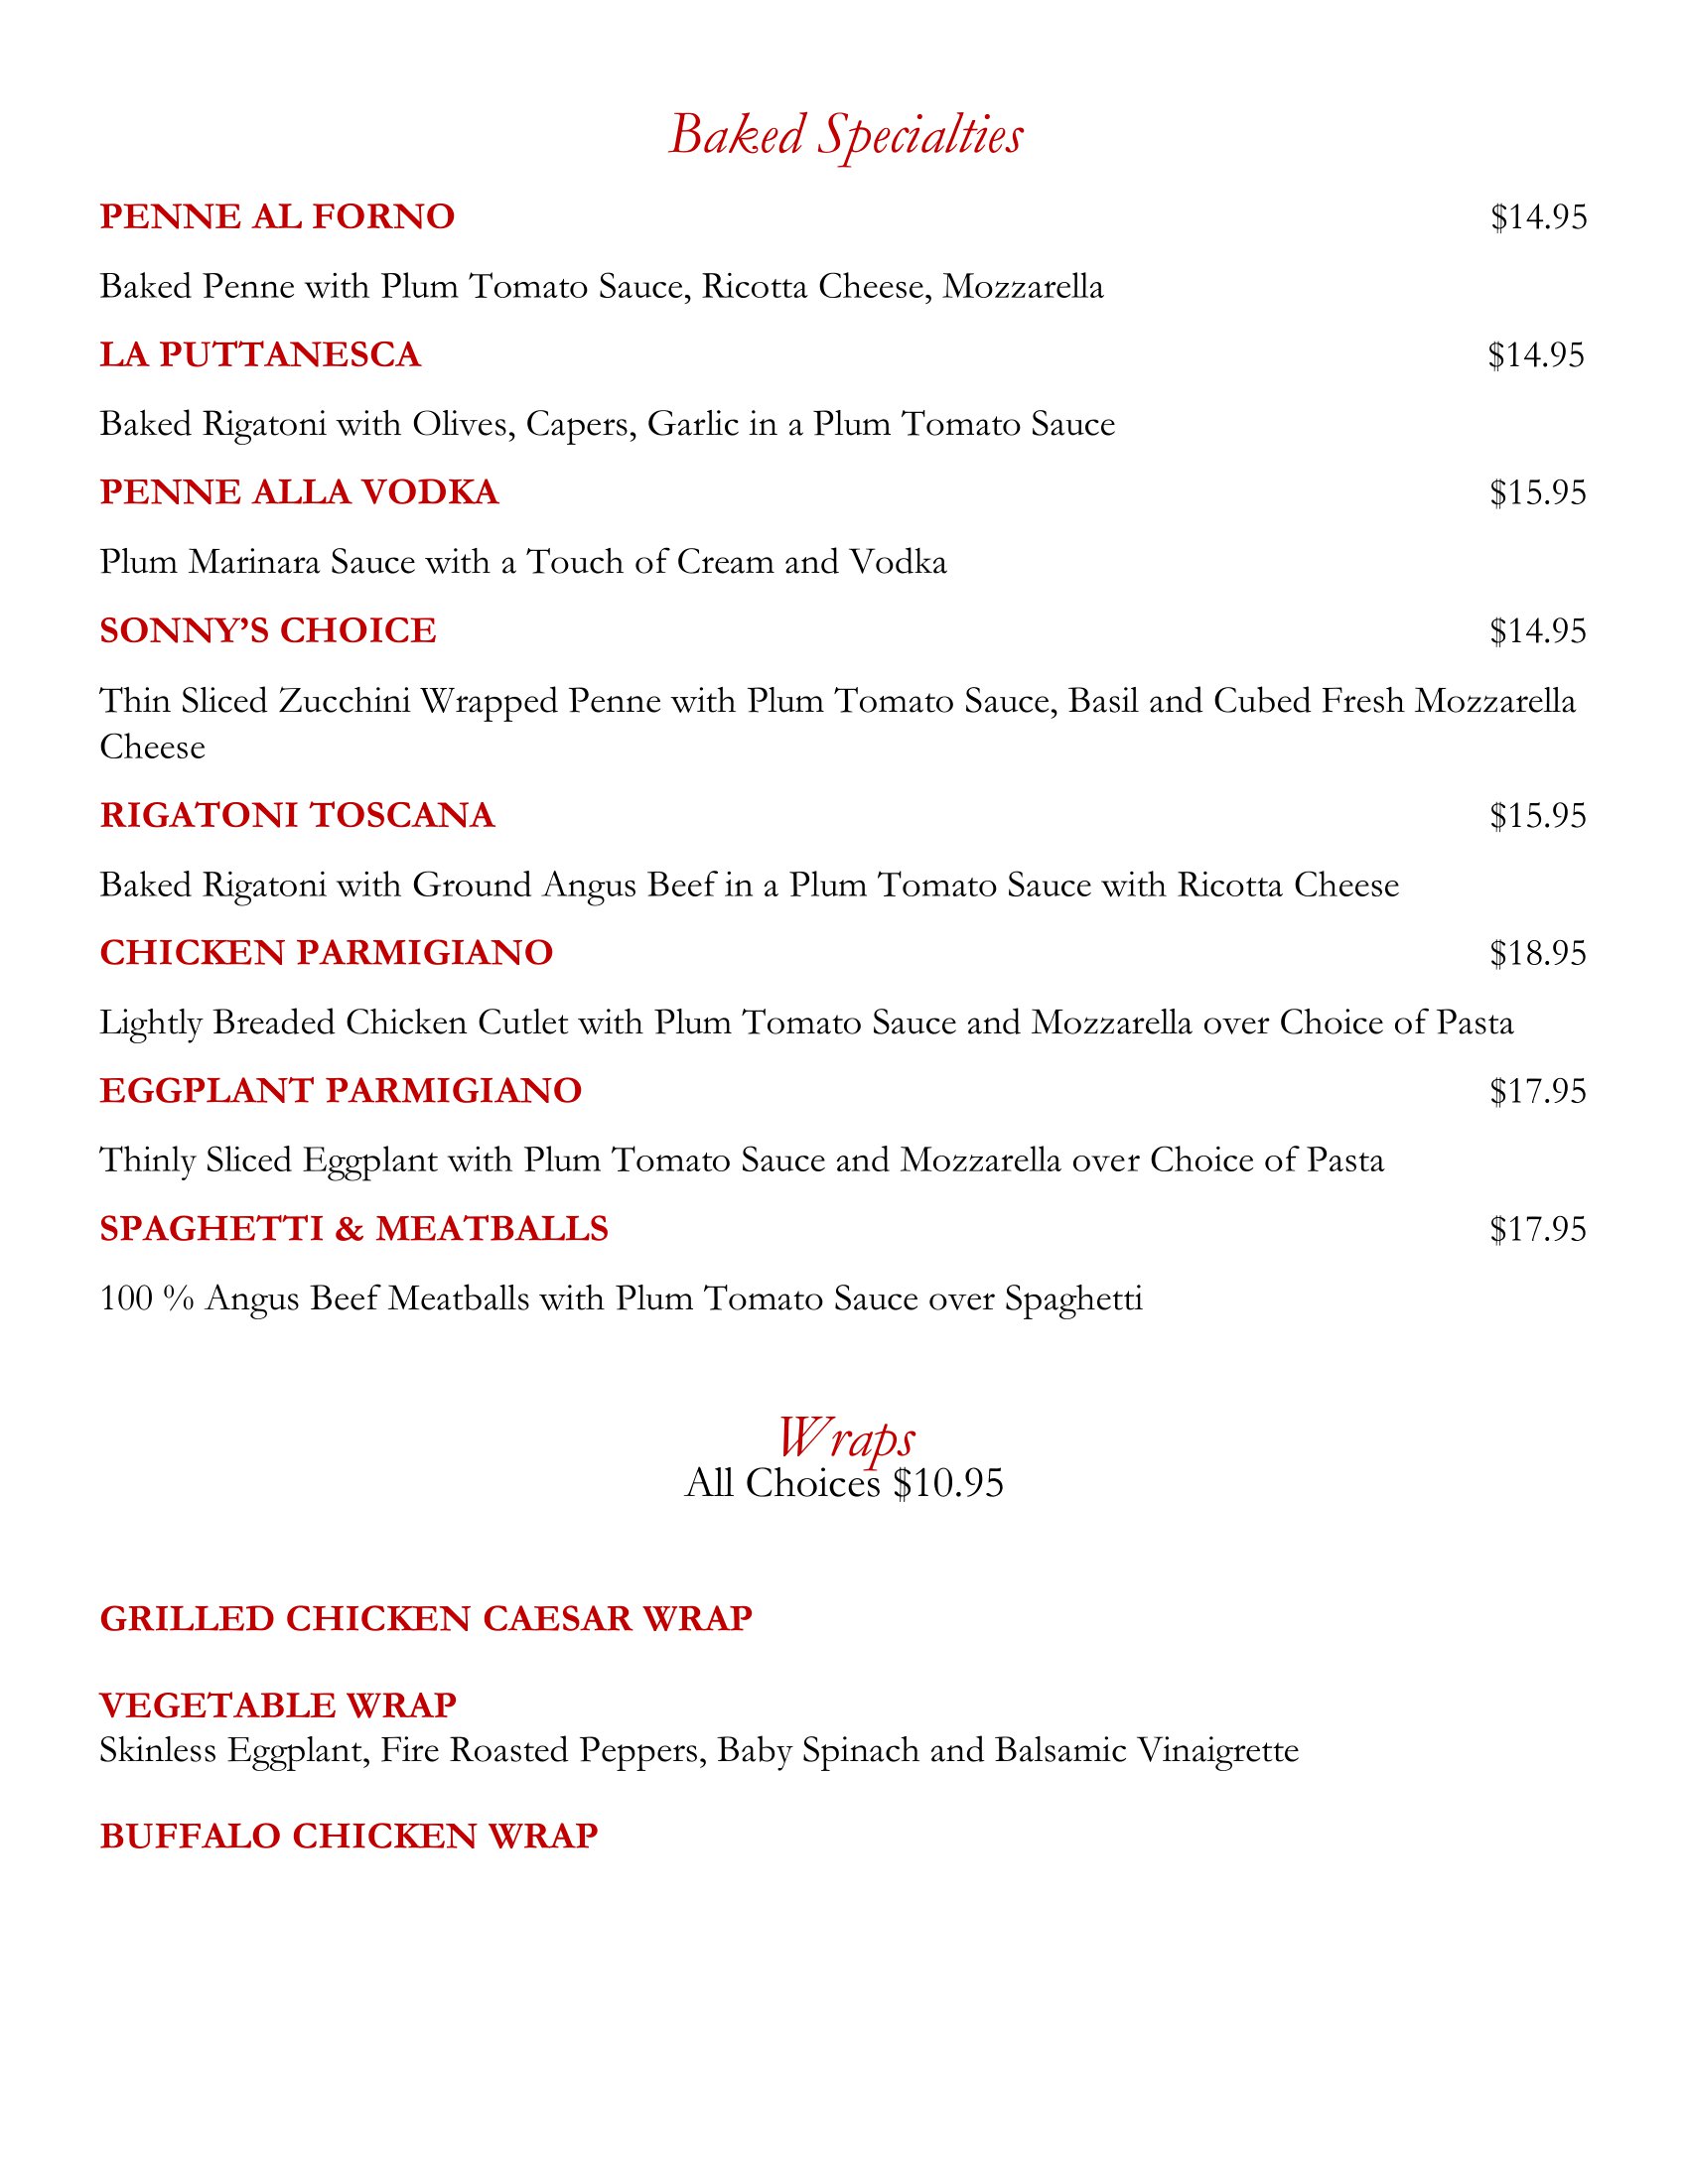 Baked Specialties
PENNE AL FORNO $14.95
Baked Penne with Plum Tomato Sauce, Ricotta Cheese, Mozzarella
LA PUTTANESCA $14.95
Baked Rigatoni with Olives, Capers, Garlic in a Plum Tomato Sauce
PENNE ALLA VODKA $15.95
Plum Marinara Sauce with a Touch of Cream and Vodka
SONNY’S CHOICE $14.95
Thin Sliced Zucchini Wrapped Penne with Plum Tomato Sauce, Basil and Cubed Fresh Mozzarella
Cheese
RIGATONI TOSCANA $15.95
Baked Rigatoni with Ground Angus Beef in a Plum Tomato Sauce with Ricotta Cheese
CHICKEN PARMIGIANO $18.95
Lightly Breaded Chicken Cutlet with Plum Tomato Sauce and Mozzarella over Choice of Pasta
EGGPLANT PARMIGIANO $17.95
Thinly Sliced Eggplant with Plum Tomato Sauce and Mozzarella over Choice of Pasta
SPAGHETTI & MEATBALLS $17.95
100 % Angus Beef Meatballs with Plum Tomato Sauce over Spaghetti
Wraps
All Choices $10.95
GRILLED CHICKEN CAESAR WRAP
VEGETABLE WRAP
Skinless Eggplant, Fire Roasted Peppers, Baby Spinach and Balsamic Vinaigrette
BUFFALO CHICKEN WRAP